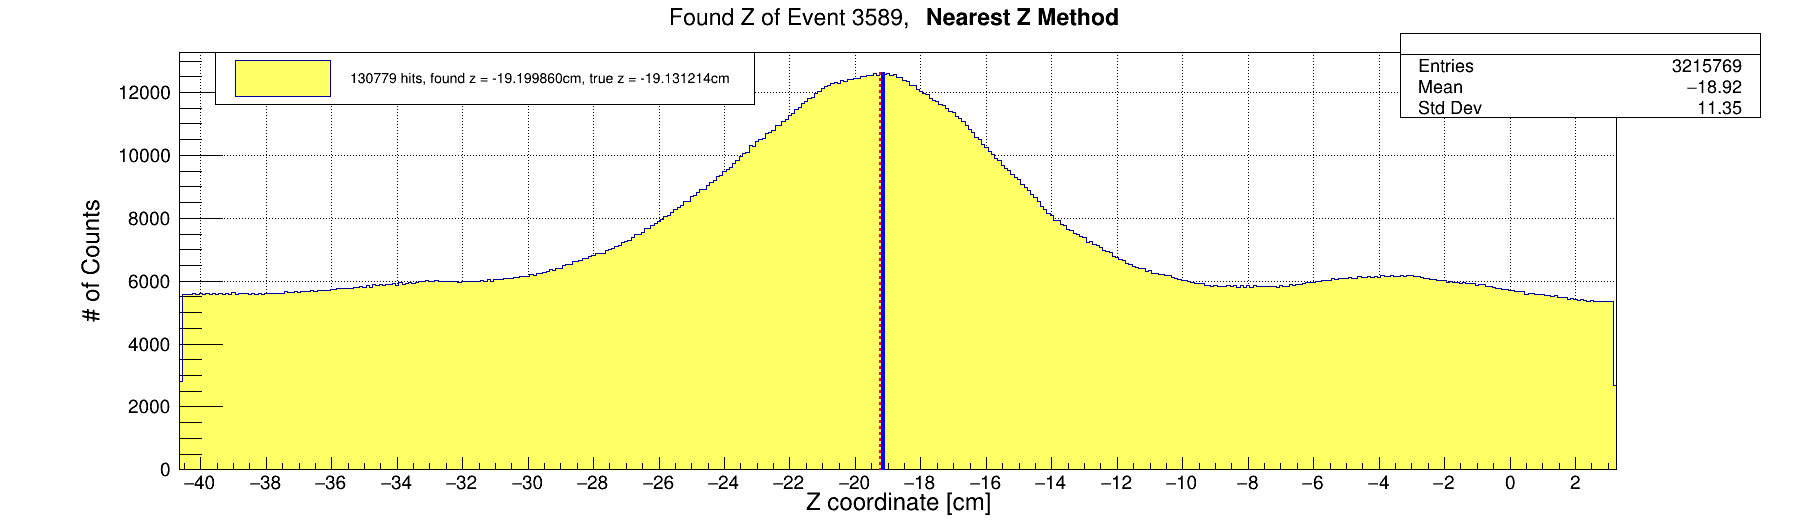 Found Z of Event 3589, Nearest Z Method
130779 hits, found z = -19.199860cm, true z = -19.131214cm
Entries 3215769
Mean −18.92
Std Dev 11.35
# of Counts
12000
10000
8000
6000
4000
2000
0
−40 −38 −36 −34 −32 −30 −28 −26 −24 −22 −20 −18 −16 −14 −12 −10 −8 −6 −4 −2 0 2
Z coordinate [cm]